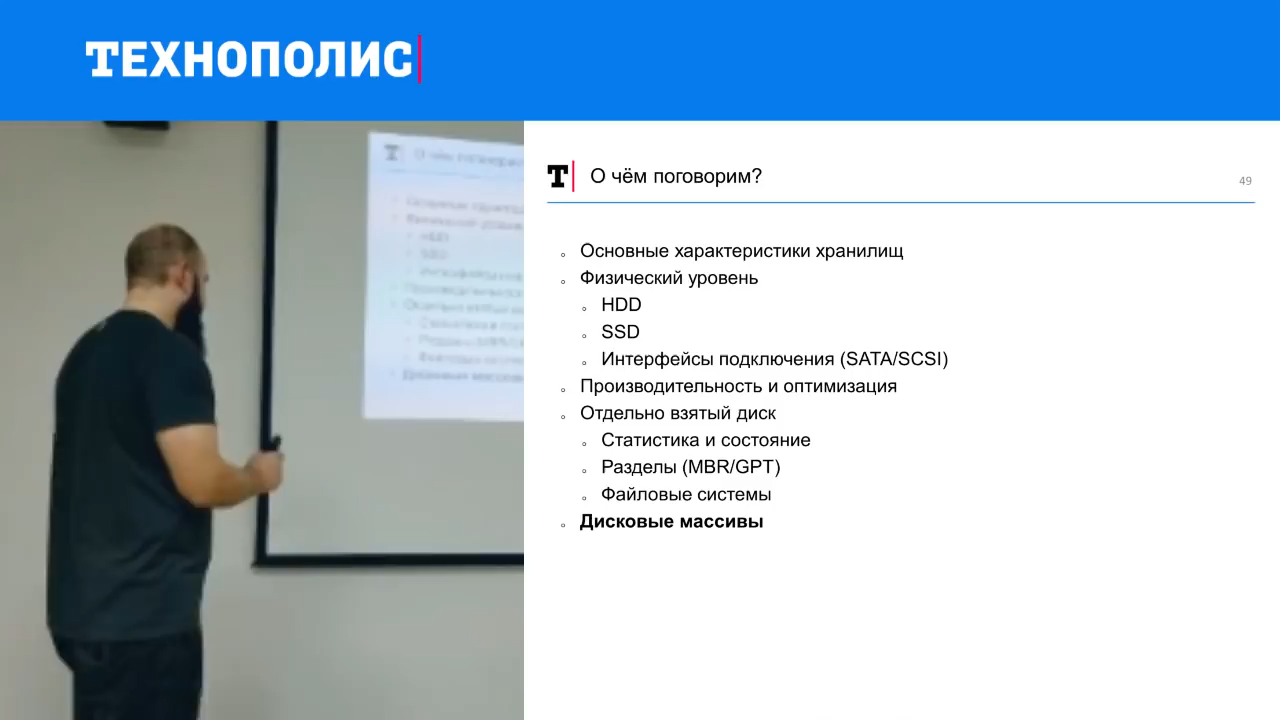 ТЕХНОПОЛИС
Т О чём поговорим?
49
Основные характеристики хранилищ
Физический уровень
HDD
SSD
Интерфейсы подключения (SATA/SCSI)
Производительность и оптимизация
Отдельно взятый диск
Статистика и состояние
Разделы (MBR/GPT)
Файловые системы
Дисковые массивы